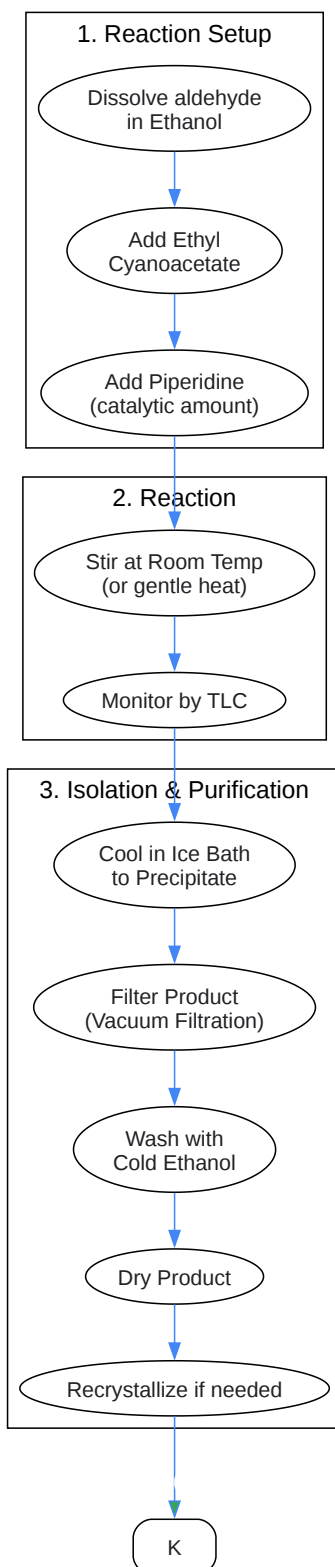 1. Reaction Setup
Dissolve aldehyde
in Ethanol
Add Ethyl
Cyanoacetate
Add Piperidine
(catalytic amount)
2. Reaction
Stir at Room Temp
(or gentle heat)
Monitor by TLC
3. Isolation & Purification
Cool in Ice Bath
to Precipitate
Filter Product
(Vacuum Filtration)
Wash with
Cold Ethanol
Dry Product
Recrystallize if needed
K